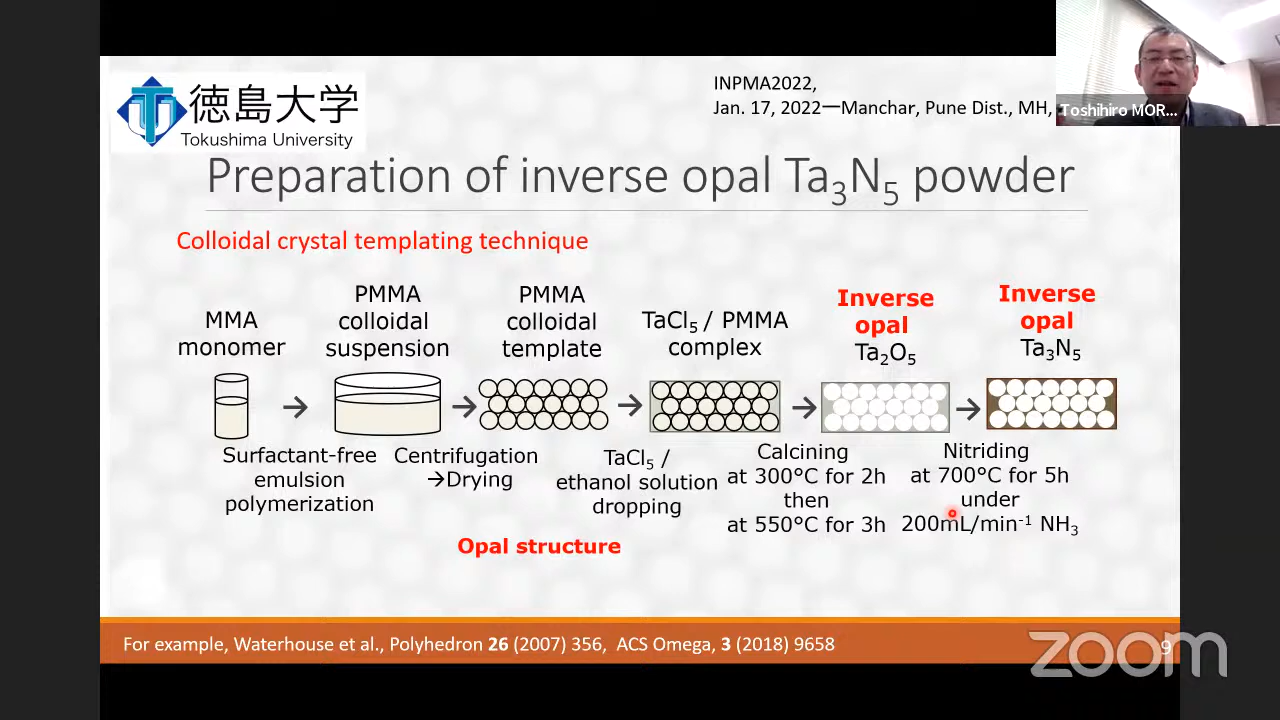 徳島大学
Tokushima University
INPMA2022,
Jan. 17, 2022—Manchar, Pune Dist., MH,
Toshihiro MOR...
Preparation of inverse opal Ta₃N₅ powder
Colloidal crystal templating technique
MMA
monomer
PMMA
colloidal
suspension
PMMA
colloidal
template
TaCl₅ / PMMA
complex
Inverse
opal
Ta₂O₅
Inverse
opal
Ta₃N₅
→ → → → →
Surfactant-free
emulsion
polymerization
Centrifugation
→Drying
TaCl₅ /
ethanol solution
dropping
Calcining
at 300°C for 2h
then
at 550°C for 3h
Nitriding
at 700°C for 5h
under
200mL/min⁻¹ NH₃
Opal structure
For example, Waterhouse et al., Polyhedron 26 (2007) 356, ACS Omega, 3 (2018) 9658
9
zoom